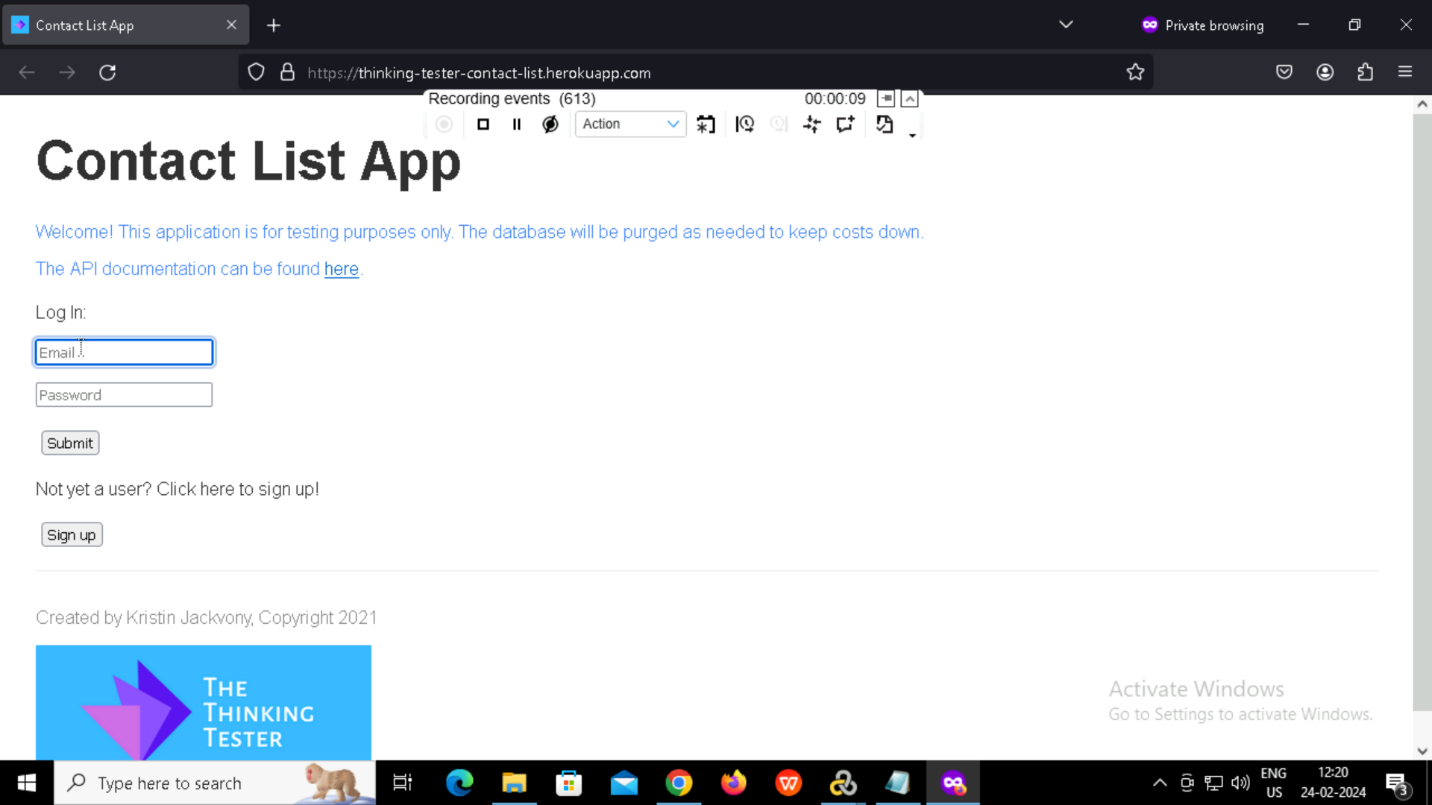 Contact List App
Private browsing
https://thinking-tester-contact-list.herokuapp.com
Recording events (613) 00:00:09
Action
Contact List App
Welcome! This application is for testing purposes only. The database will be purged as needed to keep costs down.
The API documentation can be found here.
Log In:
Email
Password
Submit
Not yet a user? Click here to sign up!
Sign up
Created by Kristin Jackvony, Copyright 2021
THE
THINKING
TESTER
Activate Windows
Go to Settings to activate Windows.
Type here to search
ENG
US
12:20
24-02-2024
3